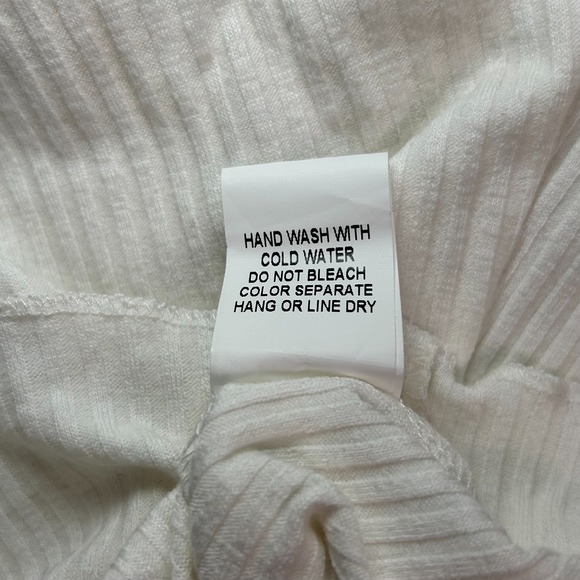 HAND WASH WITH
COLD WATER
DO NOT BLEACH
COLOR SEPARATE
HANG OR LINE DRY